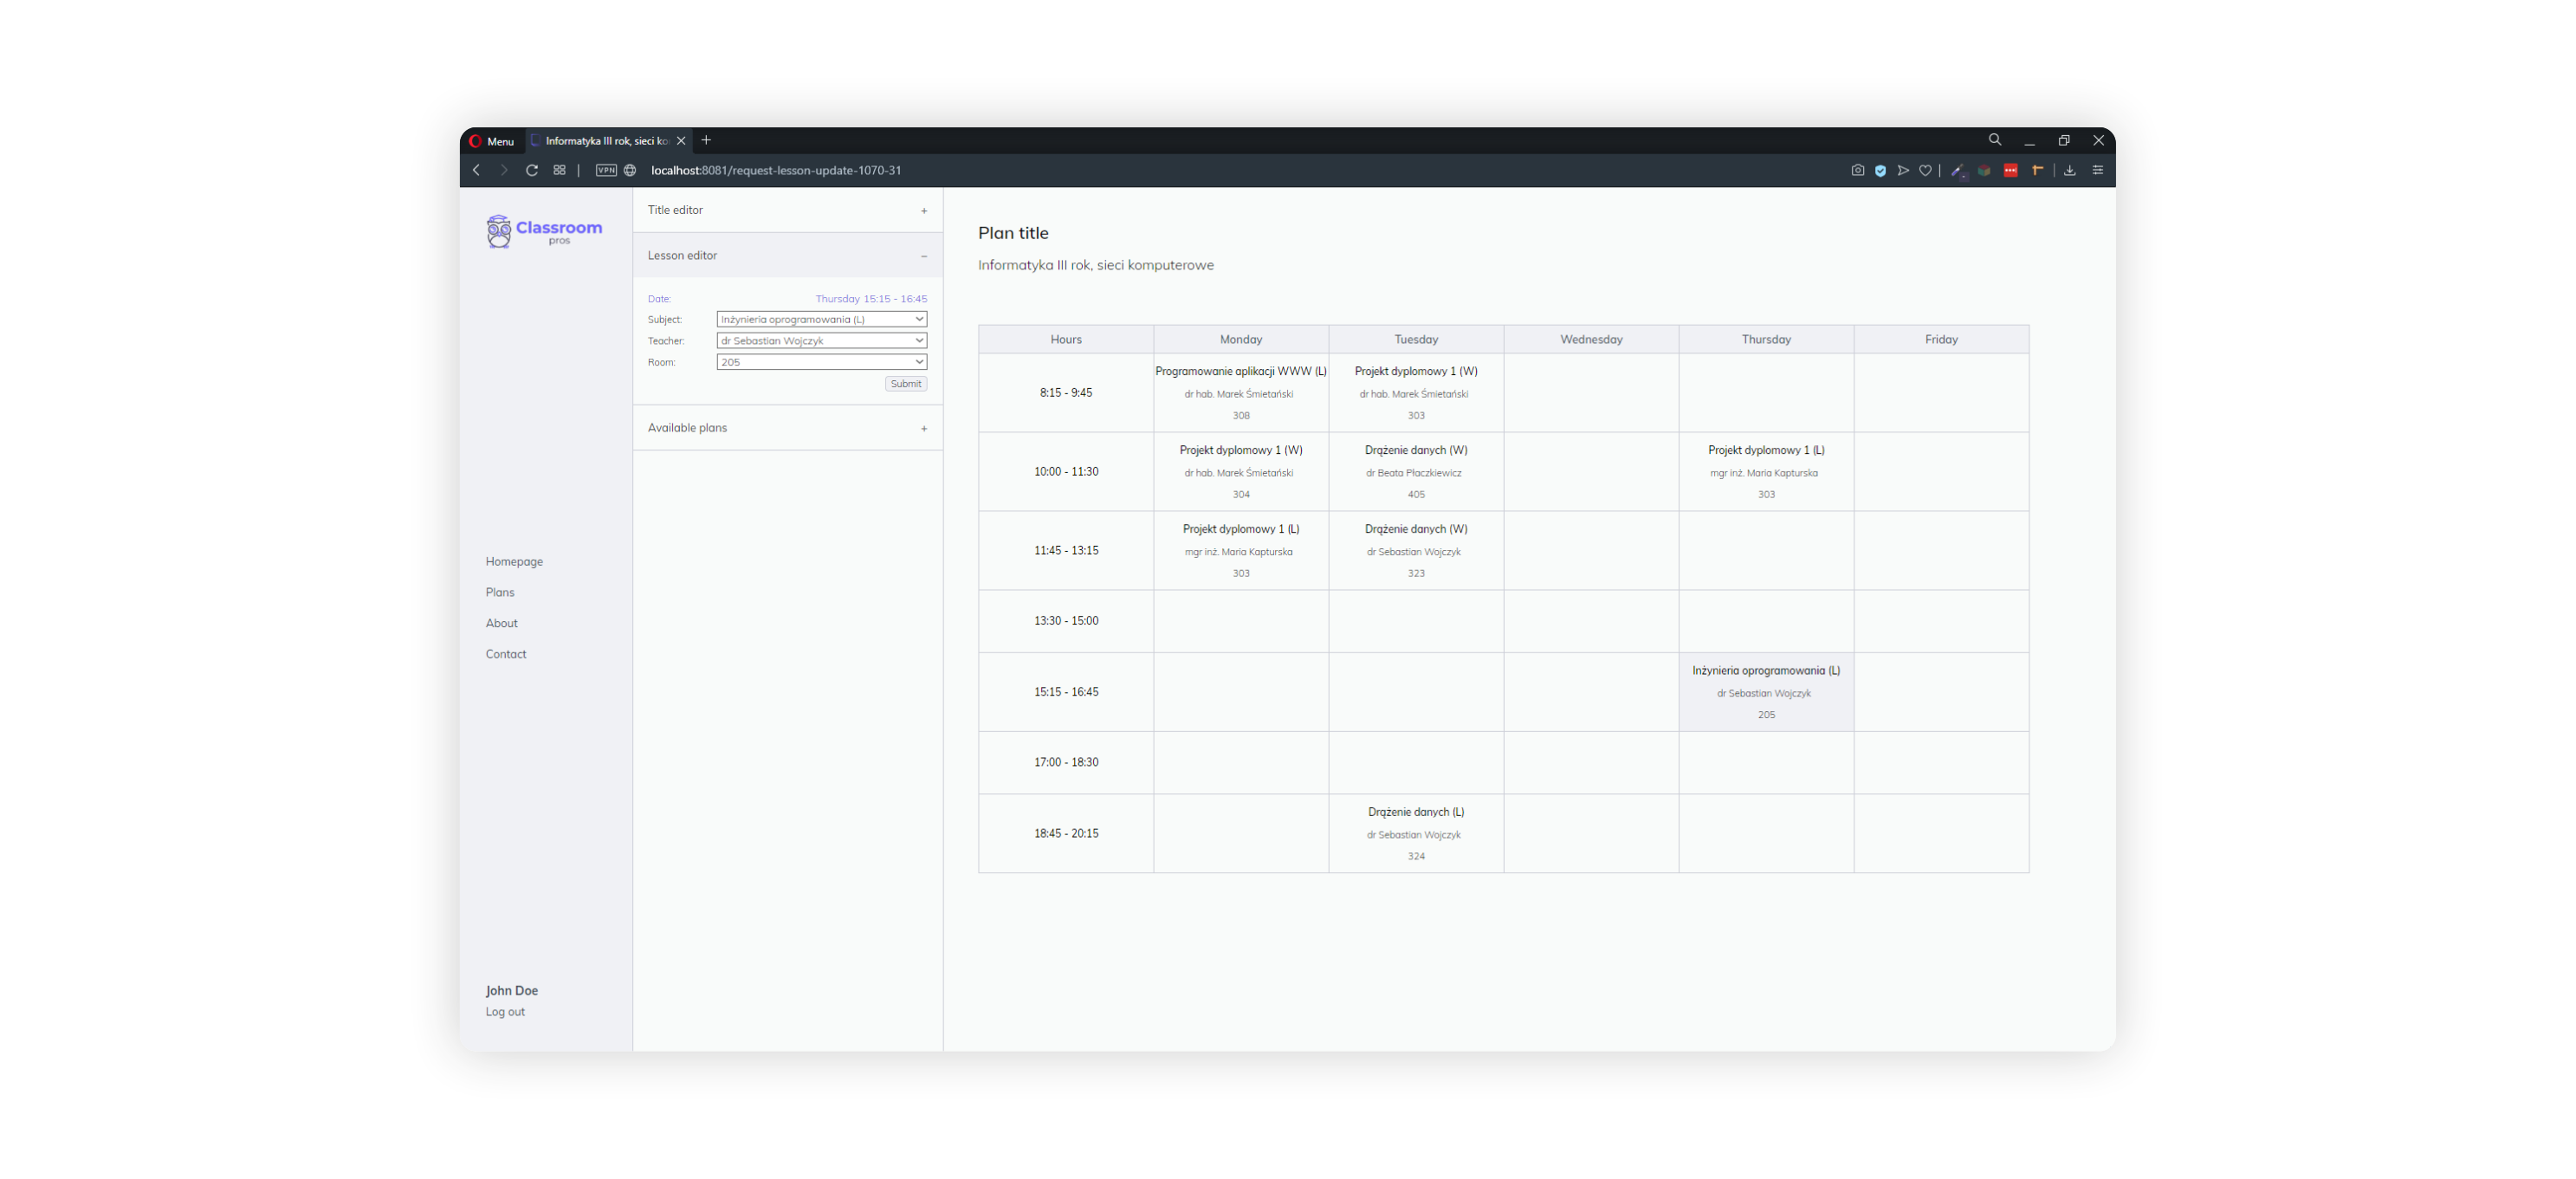 Menu
Informatyka III rok, sieci ko
VPN
localhost:8081/request-lesson-update-1070-31
Classroom
pros
Homepage
Plans
About
Contact
John Doe
Log out
Title editor +
Lesson editor –
Date: Thursday 15:15 - 16:45
Subject: Inżynieria oprogramowania (L)
Teacher: dr Sebastian Wojczyk
Room: 205
Submit
Available plans +
Plan title
Informatyka III rok, sieci komputerowe
Hours Monday Tuesday Wednesday Thursday Friday
8:15 - 9:45
Programowanie aplikacji WWW (L)
dr hab. Marek Śmietański
308
Projekt dyplomowy 1 (W)
dr hab. Marek Śmietański
303
10:00 - 11:30
Projekt dyplomowy 1 (W)
dr hab. Marek Śmietański
304
Drążenie danych (W)
dr Beata Płaczkiewicz
405
Projekt dyplomowy 1 (L)
mgr inż. Maria Kapturska
303
11:45 - 13:15
Projekt dyplomowy 1 (L)
mgr inż. Maria Kapturska
303
Drążenie danych (W)
dr Sebastian Wojczyk
323
13:30 - 15:00
15:15 - 16:45
Inżynieria oprogramowania (L)
dr Sebastian Wojczyk
205
17:00 - 18:30
18:45 - 20:15
Drążenie danych (L)
dr Sebastian Wojczyk
324